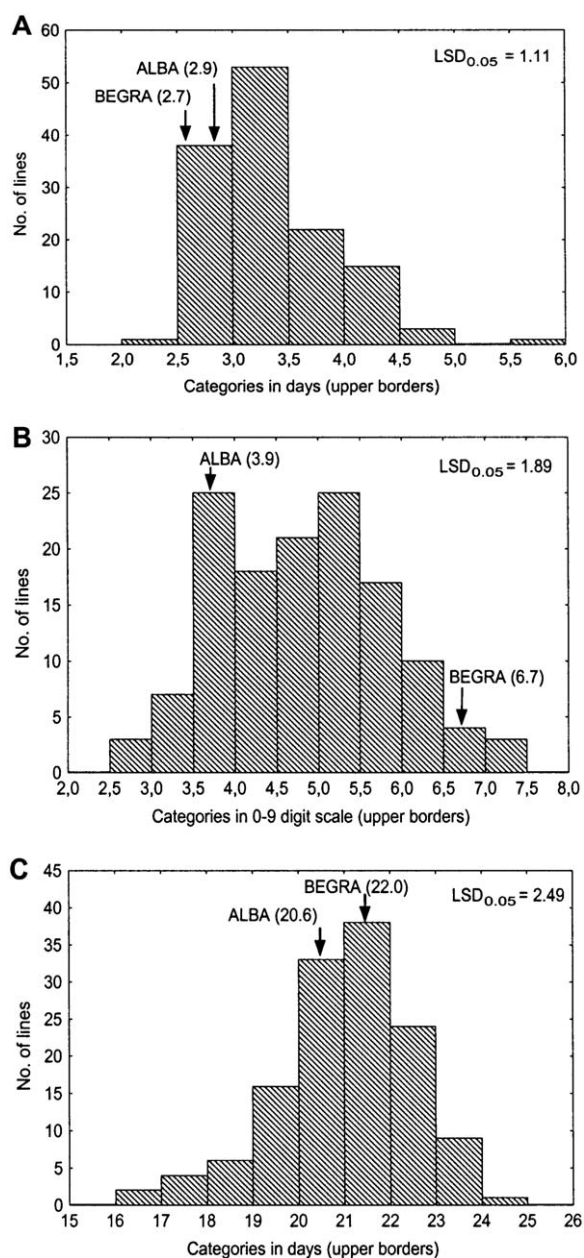 A
60
50
40
30
20
10
0
No. of lines
ALBA (2.9)
BEGRA (2.7)
LSD0.05 = 1.11
1,5 2,0 2,5 3,0 3,5 4,0 4,5 5,0 5,5 6,0
Categories in days (upper borders)
B
30
25
20
15
10
5
0
No. of lines
ALBA (3.9)
LSD0.05 = 1.89
BEGRA (6.7)
2,0 2,5 3,0 3,5 4,0 4,5 5,0 5,5 6,0 6,5 7,0 7,5 8,0
Categories in 0-9 digit scale (upper borders)
C
45
40
35
30
25
20
15
10
5
0
No. of lines
BEGRA (22.0)
ALBA (20.6)
LSD0.05 = 2.49
15 16 17 18 19 20 21 22 23 24 25 26
Categories in days (upper borders)